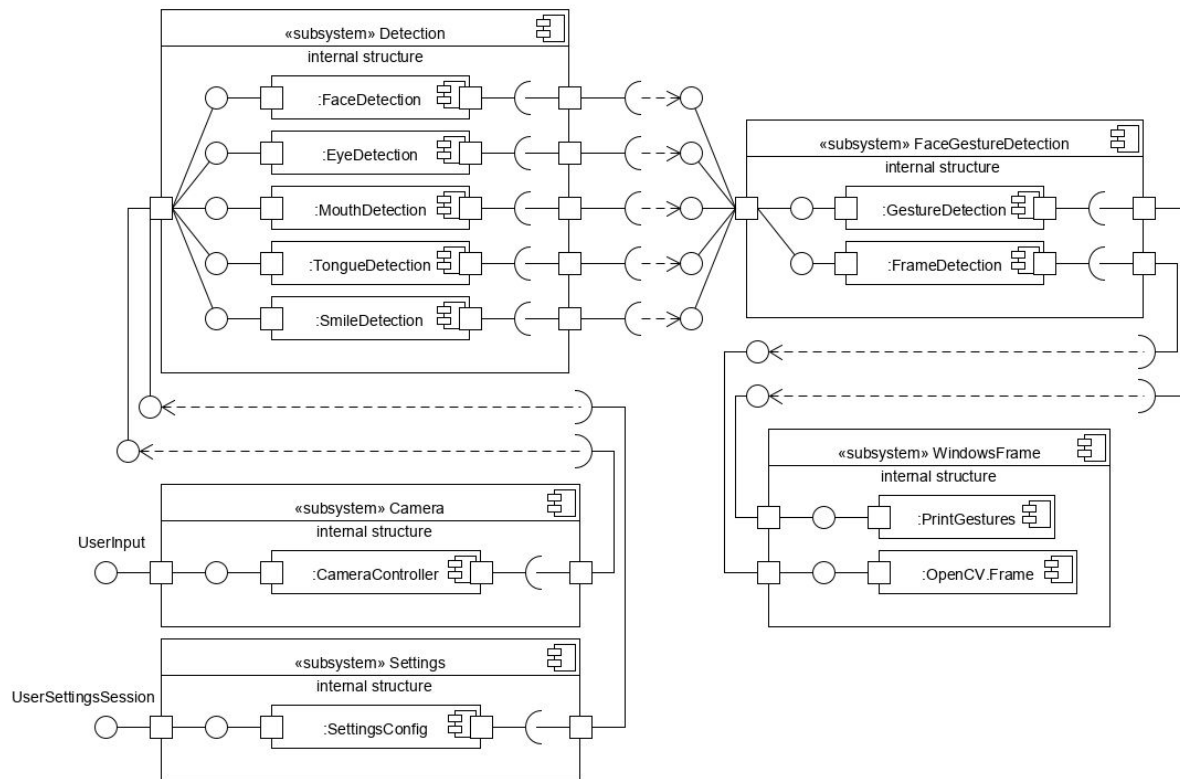 «subsystem» Detection
internal structure
:FaceDetection
:EyeDetection
:MouthDetection
:TongueDetection
:SmileDetection
«subsystem» FaceGestureDetection
internal structure
:GestureDetection
:FrameDetection
«subsystem» WindowsFrame
internal structure
:PrintGestures
:OpenCV.Frame
«subsystem» Camera
internal structure
UserInput
:CameraController
«subsystem» Settings
internal structure
UserSettingsSession
:SettingsConfig